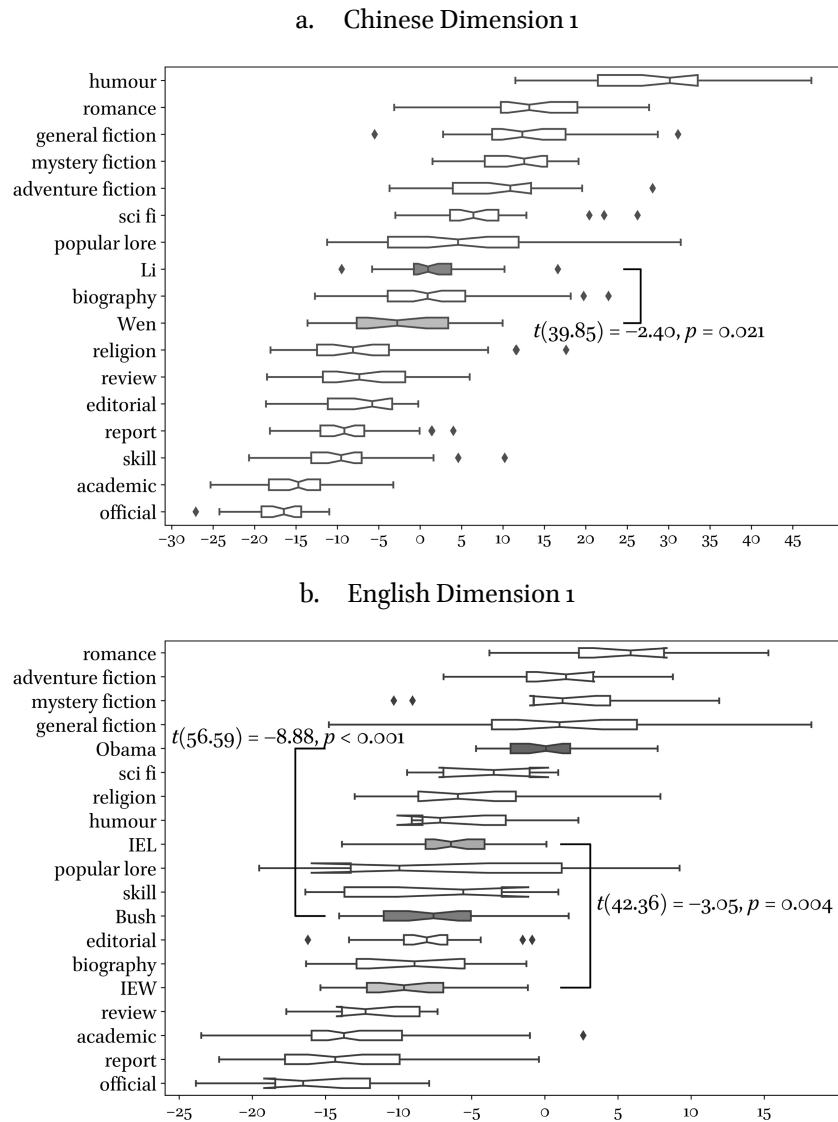 a. Chinese Dimension 1
humour
romance
general fiction
mystery fiction
adventure fiction
sci fi
popular lore
Li
biography
Wen
t(39.85) = −2.40, p = 0.021
religion
review
editorial
report
skill
academic
official
−30 −25 −20 −15 −10 −5 0 5 10 15 20 25 30 35 40 45
b. English Dimension 1
romance
adventure fiction
mystery fiction
general fiction
t(56.59) = −8.88, p < 0.001
Obama
sci fi
religion
humour
IEL
popular lore
skill
t(42.36) = −3.05, p = 0.004
Bush
editorial
biography
IEW
review
academic
report
official
−25 −20 −15 −10 −5 0 5 10 15